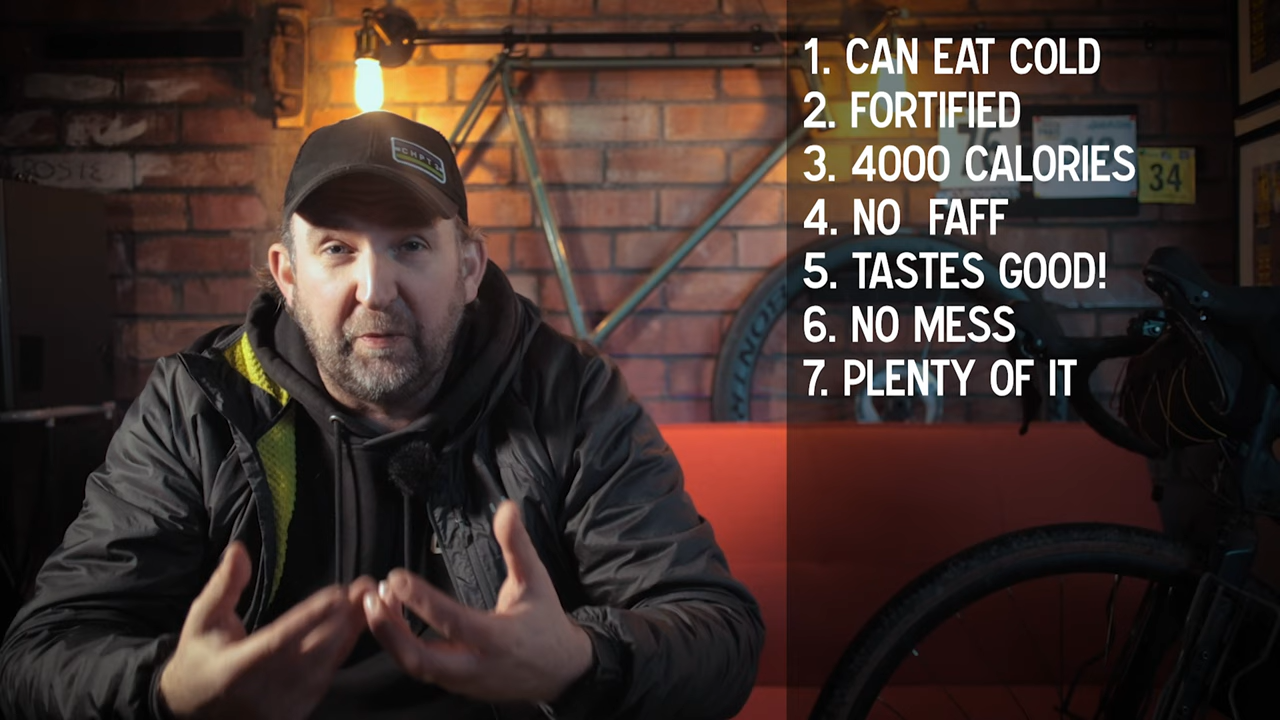 1. CAN EAT COLD
2. FORTIFIED
3. 4000 CALORIES
4. NO FAFF
5. TASTES GOOD!
6. NO MESS
7. PLENTY OF IT
CHPT3
34